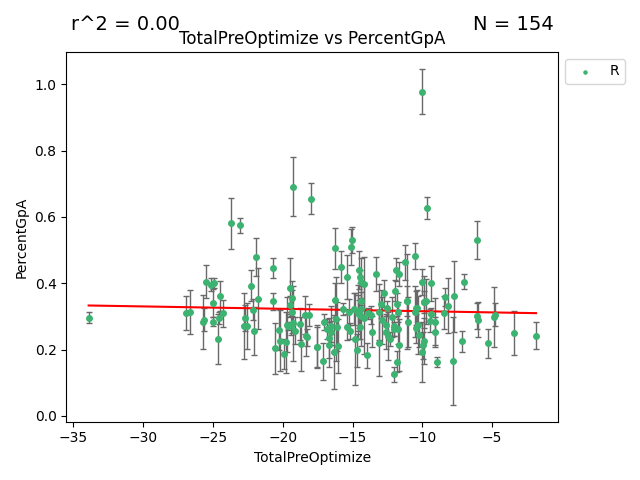 r^2 = 0.00
N = 154
TotalPreOptimize vs PercentGpA
R
PercentGpA
1.0
0.8
0.6
0.4
0.2
0.0
−35 −30 −25 −20 −15 −10 −5
TotalPreOptimize